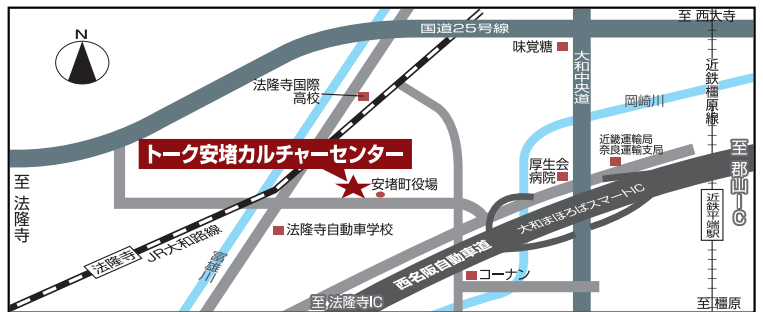 至 西大寺
国道25号線
N
味覚糖
大和中央道
近鉄橿原線
法隆寺国際
高校
岡崎川
近畿運輸局
奈良運輸支局
トーク安堵カルチャーセンター
至 郡山IC
厚生会
病院
至 法隆寺
安堵町役場
大和まほろばスマートIC
近鉄平端駅
法隆寺自動車学校
JR大和路線
法隆寺
富雄川
西名阪自動車道
コーナン
至 法隆寺IC
至 橿原